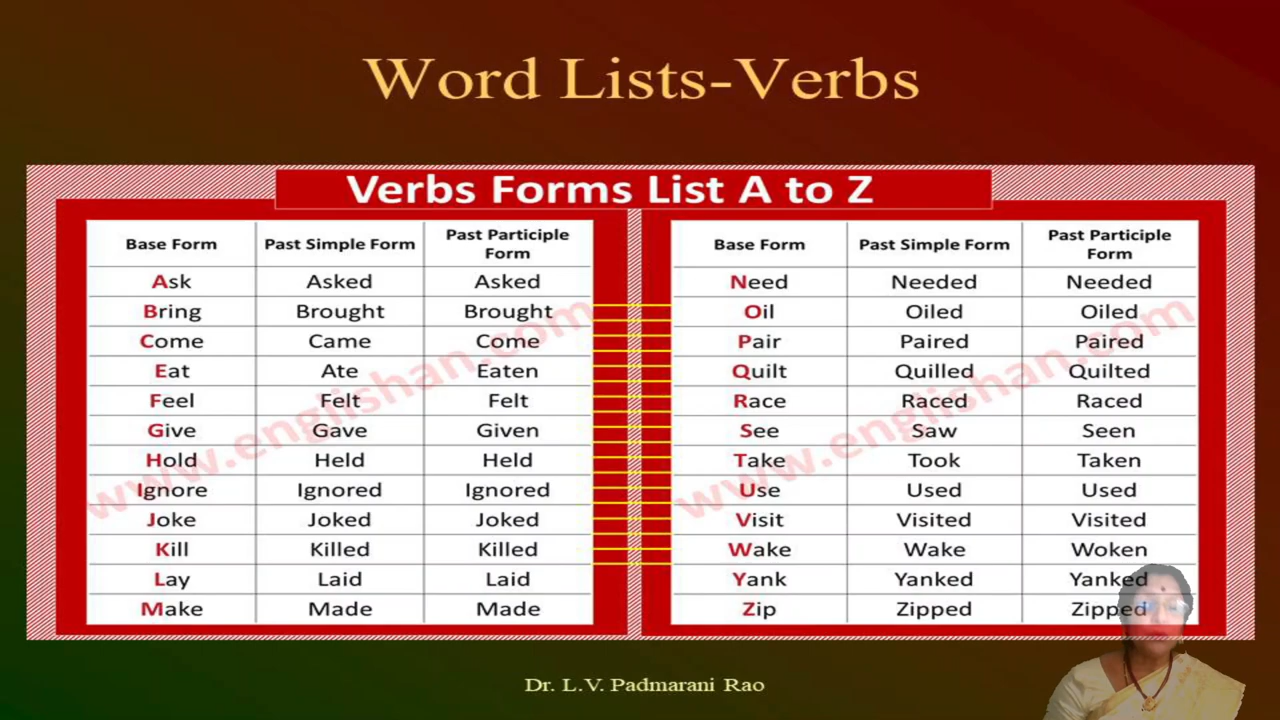 Word Lists-Verbs
Verbs Forms List A to Z
Base Form Past Simple Form Past Participle Form
Ask Asked Asked
Bring Brought Brought
Come Came Come
Eat Ate Eaten
Feel Felt Felt
Give Gave Given
Hold Held Held
Ignore Ignored Ignored
Joke Joked Joked
Kill Killed Killed
Lay Laid Laid
Make Made Made
www.englishan.com
Base Form Past Simple Form Past Participle Form
Need Needed Needed
Oil Oiled Oiled
Pair Paired Paired
Quilt Quilled Quilted
Race Raced Raced
See Saw Seen
Take Took Taken
Use Used Used
Visit Visited Visited
Wake Wake Woken
Yank Yanked Yanked
Zip Zipped Zipped
www.englishan.com
Dr. L.V. Padmarani Rao